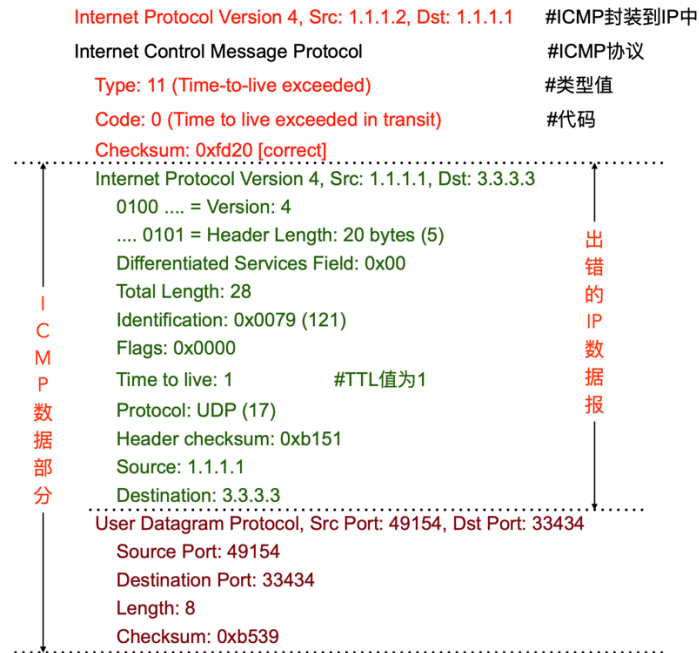 Internet Protocol Version 4, Src: 1.1.1.2, Dst: 1.1.1.1 #ICMP封装到IP中
Internet Control Message Protocol #ICMP协议
Type: 11 (Time-to-live exceeded) #类型值
Code: 0 (Time to live exceeded in transit) #代码
Checksum: 0xfd20 [correct]
Internet Protocol Version 4, Src: 1.1.1.1, Dst: 3.3.3.3
0100 .... = Version: 4
.... 0101 = Header Length: 20 bytes (5)
Differentiated Services Field: 0x00
Total Length: 28
Identification: 0x0079 (121)
Flags: 0x0000
Time to live: 1 #TTL值为1
Protocol: UDP (17)
Header checksum: 0xb151
Source: 1.1.1.1
Destination: 3.3.3.3
User Datagram Protocol, Src Port: 49154, Dst Port: 33434
Source Port: 49154
Destination Port: 33434
Length: 8
Checksum: 0xb539
ICMP数据部分
出错的IP数据报